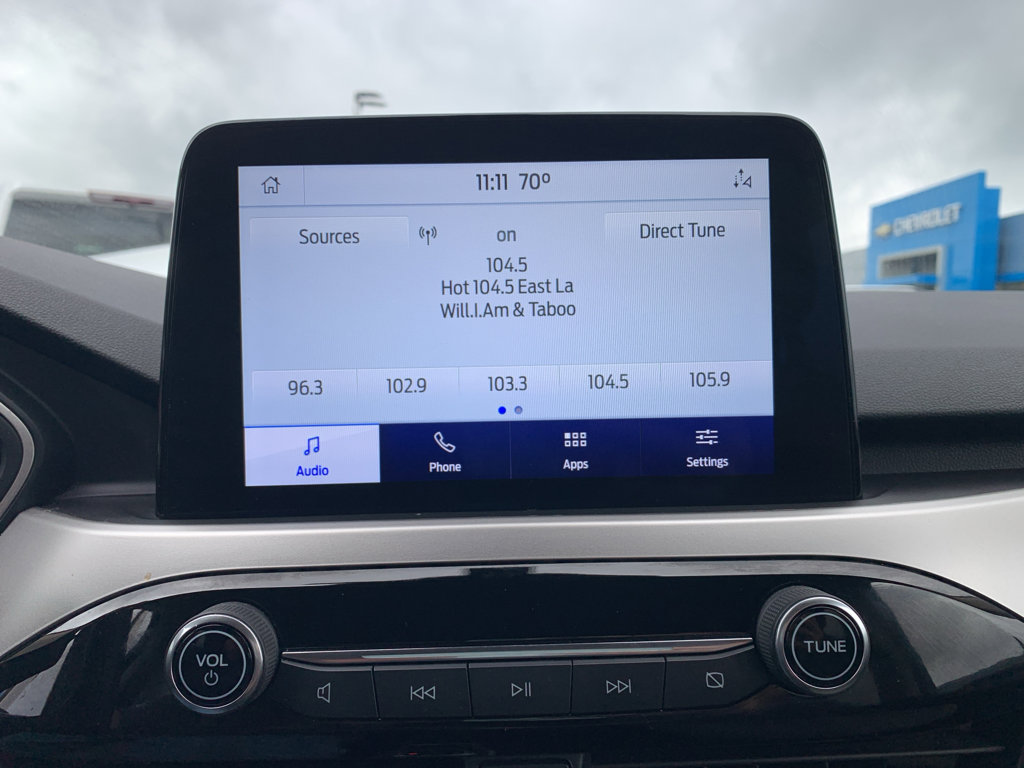 11:11 70º
Sources
on
Direct Tune
104.5
Hot 104.5 East La
Will.I.Am & Taboo
96.3 102.9 103.3 104.5 105.9
Audio Phone Apps Settings
CHEVROLET
VOL
TUNE